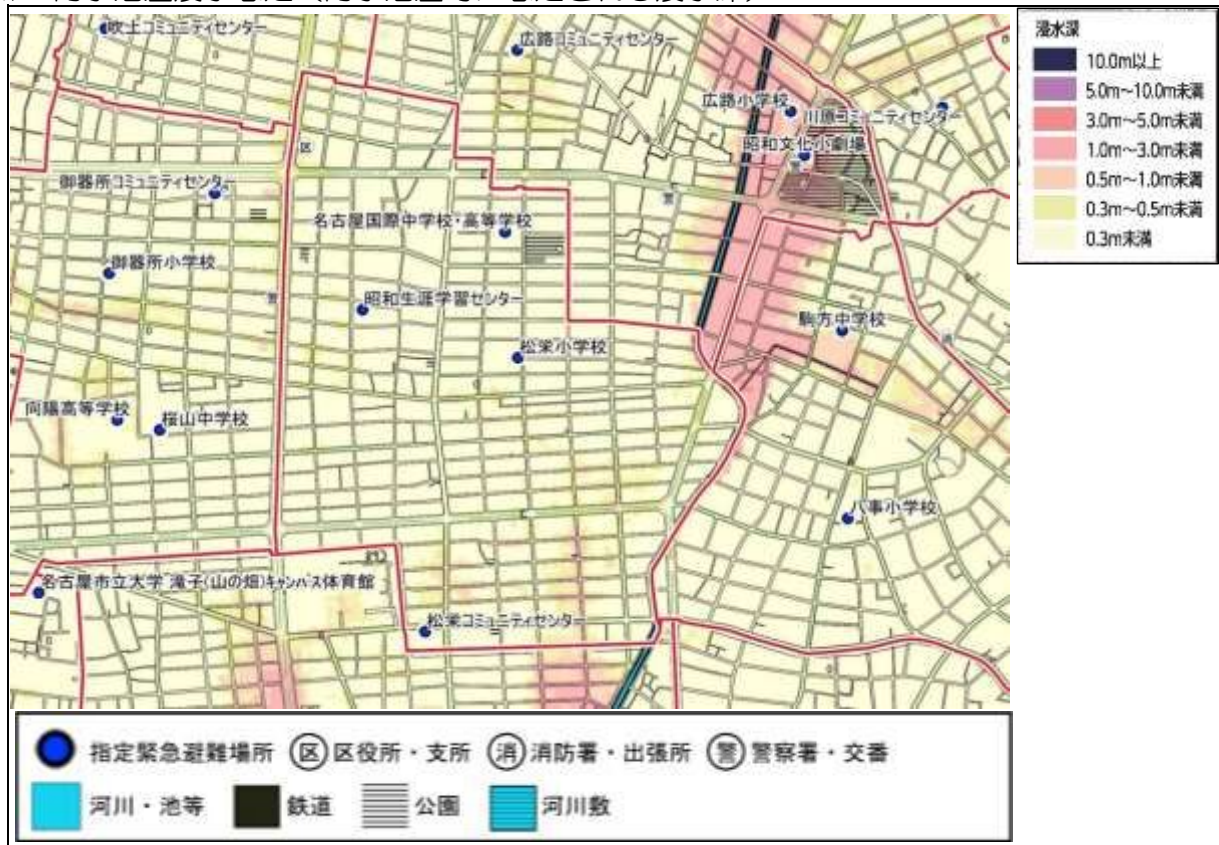 吹上コミュニティセンター
広路コミュニティセンター
広路小学校
川原コミュニティセンター
昭和文化小劇場
御器所コミュニティセンター
名古屋国際中学校・高等学校
御器所小学校
昭和生涯学習センター
駒方中学校
松栄小学校
向陽高等学校
桜山中学校
八事小学校
名古屋市立大学 滝子(山の畑)キャンパス体育館
松栄コミュニティセンター
浸水深
10.0m以上
5.0m～10.0m未満
3.0m～5.0m未満
1.0m～3.0m未満
0.5m～1.0m未満
0.3m～0.5m未満
0.3m未満
指定緊急避難場所 区 区役所・支所 消 消防署・出張所 警 警察署・交番
河川・池等 鉄道 公園 河川敷